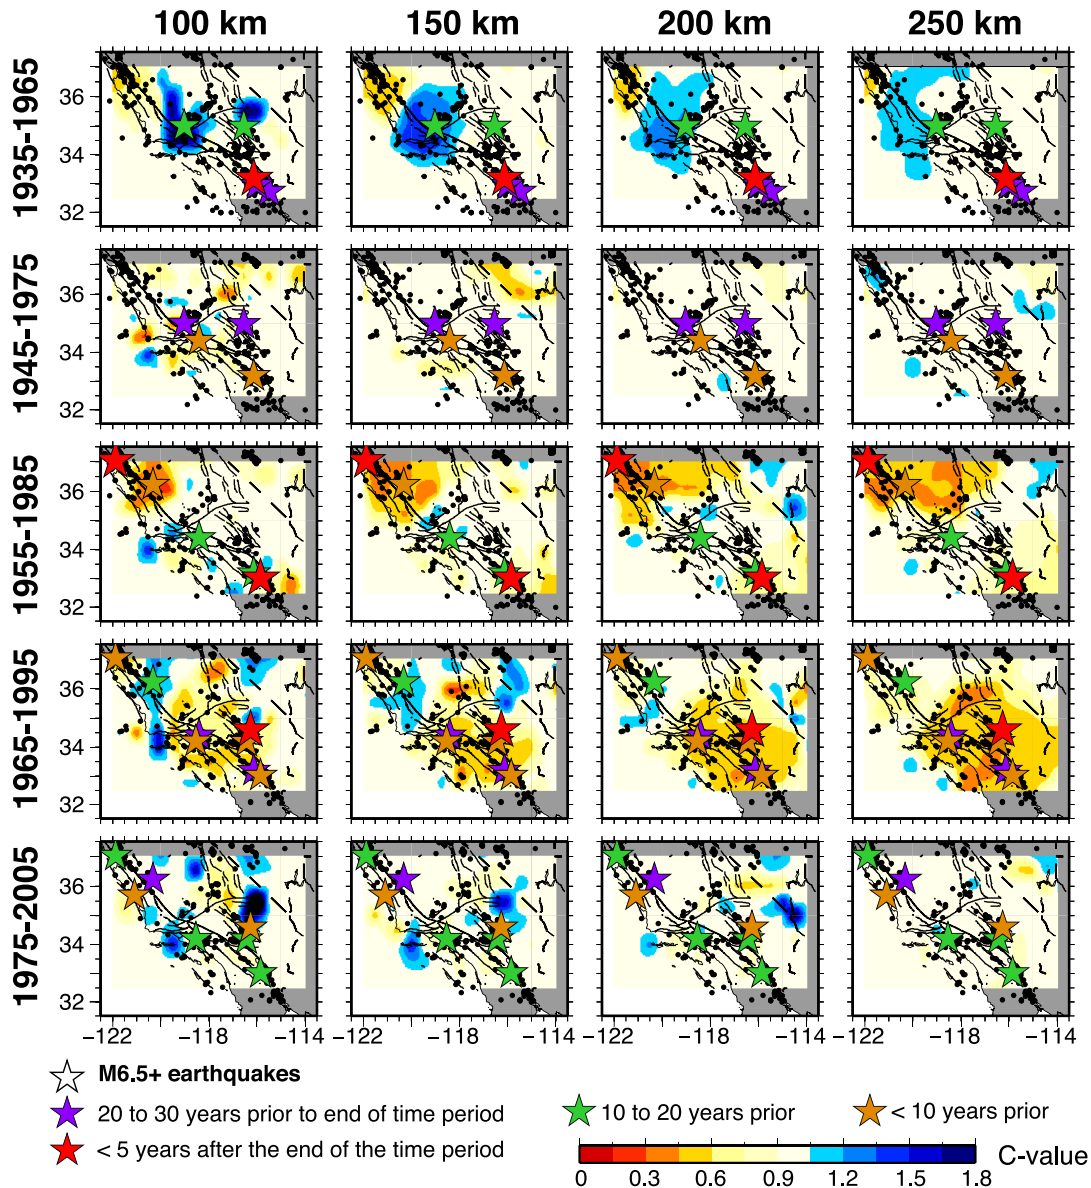 100 km 150 km 200 km 250 km
1935-1965
36
34
32
1945-1975
36
34
32
1955-1985
36
34
32
1965-1995
36
34
32
1975-2005
36
34
32
−122 −118 −114 −122 −118 −114 −122 −118 −114 −122 −118 −114
M6.5+ earthquakes
20 to 30 years prior to end of time period 10 to 20 years prior < 10 years prior
< 5 years after the end of the time period
C-value
0 0.3 0.6 0.9 1.2 1.5 1.8